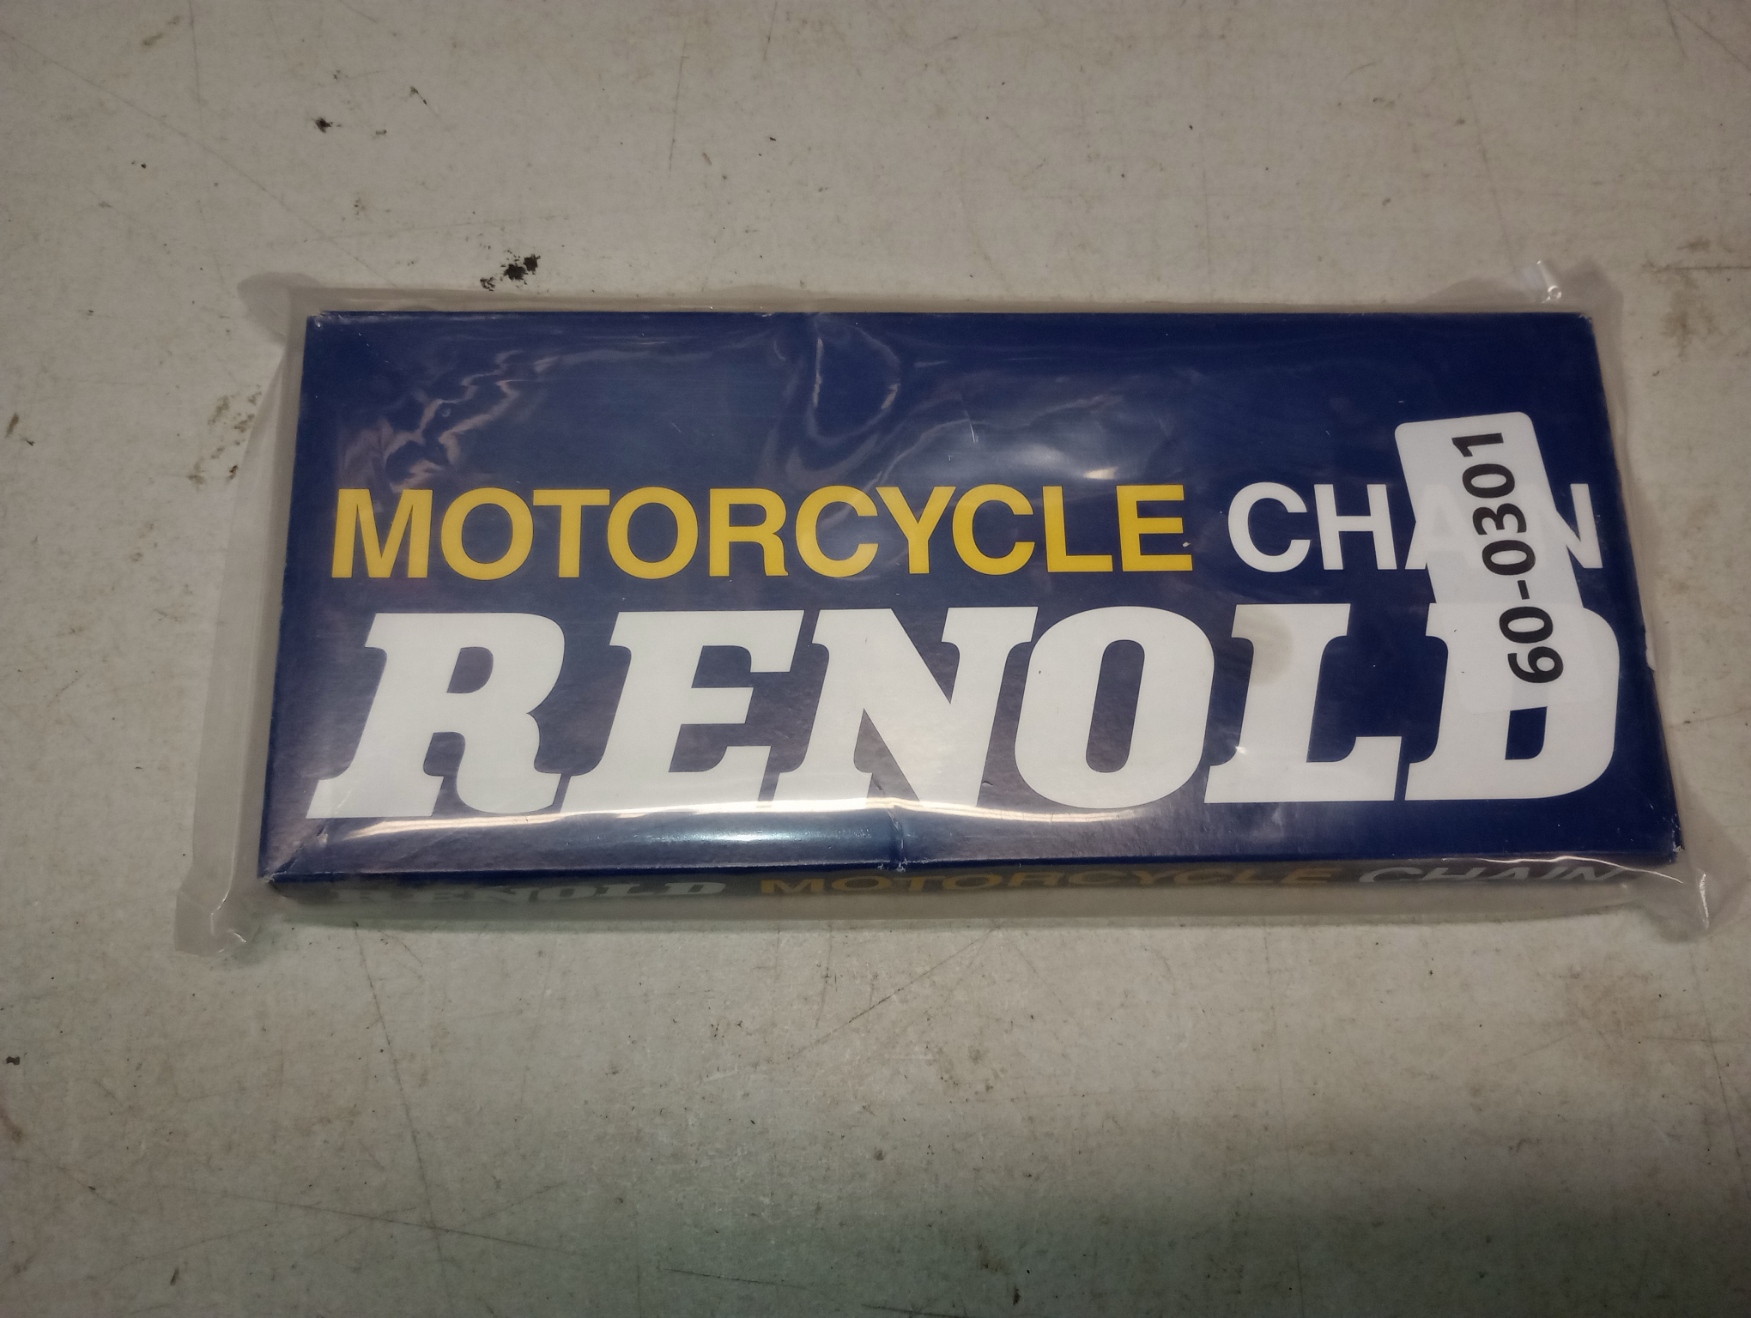 MOTORCYCLE CHAIN
RENOLD
60-0301
RENOLD MOTORCYCLE CHAIN